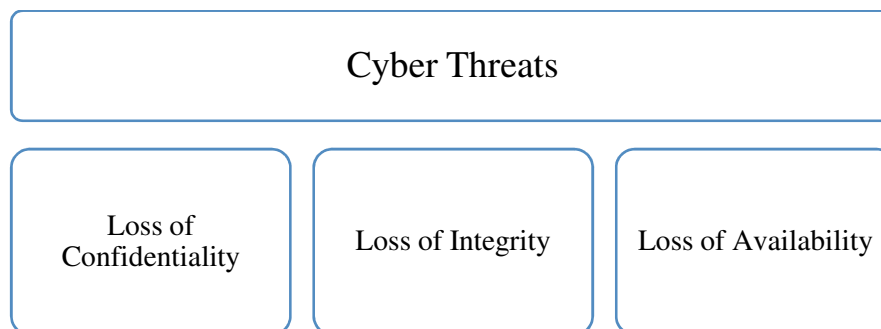 Cyber Threats
Loss of
Confidentiality
Loss of Integrity
Loss of Availability